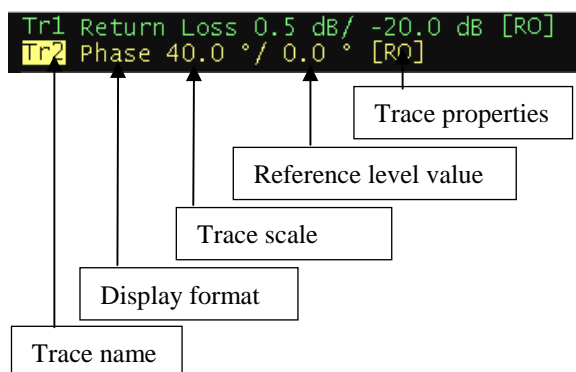 Tr1 Return Loss 0.5 dB/ -20.0 dB [RO]
Tr2 Phase 40.0 °/ 0.0 ° [RO]
Trace properties
Reference level value
Trace scale
Display format
Trace name